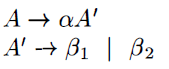 A → αA′
A′ → β₁ | β₂